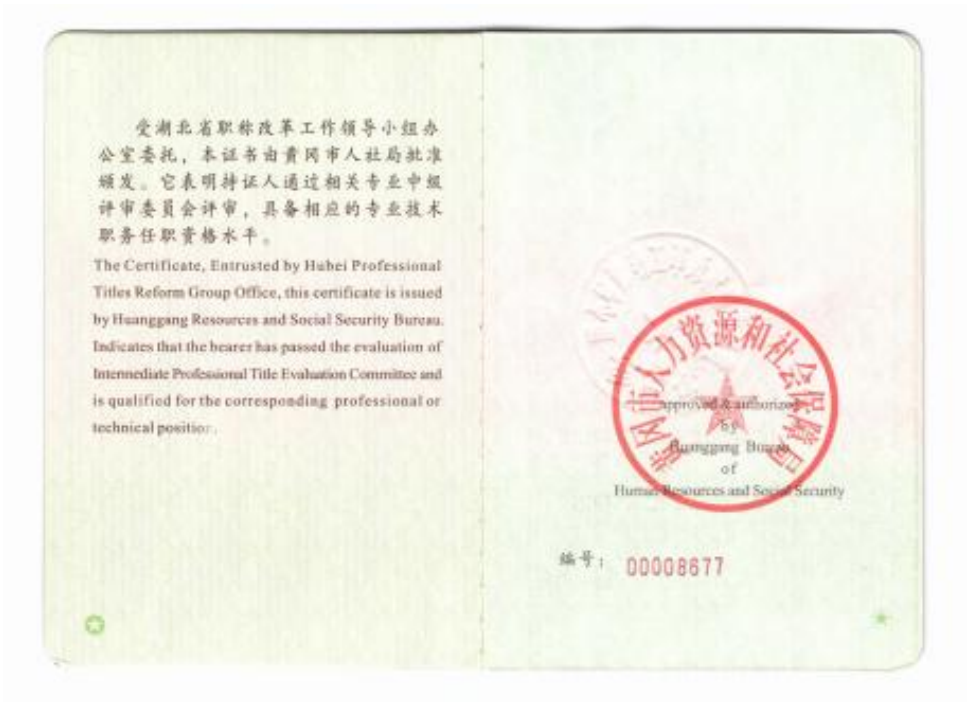 受湖北省职称改革工作领导小组办
公室委托，本证书由黄冈市人社局批准
颁发。它表明持证人通过相关专业中级
评审委员会评审，具备相应的专业技术
职务任职资格水平。
The Certificate, Entrusted by Hubei Professional
Titles Reform Group Office, this certificate is issued
by Huanggang Resources and Social Security Bureau.
Indicates that the bearer has passed the evaluation of
Intermediate Professional Title Evaluation Committee and
is qualified for the corresponding professional or
technical position.
黄冈市人力资源和社会保障局
Approved & authorized
by
Huanggang Bureau
of
Human Resources and Social Security
编号：00008677